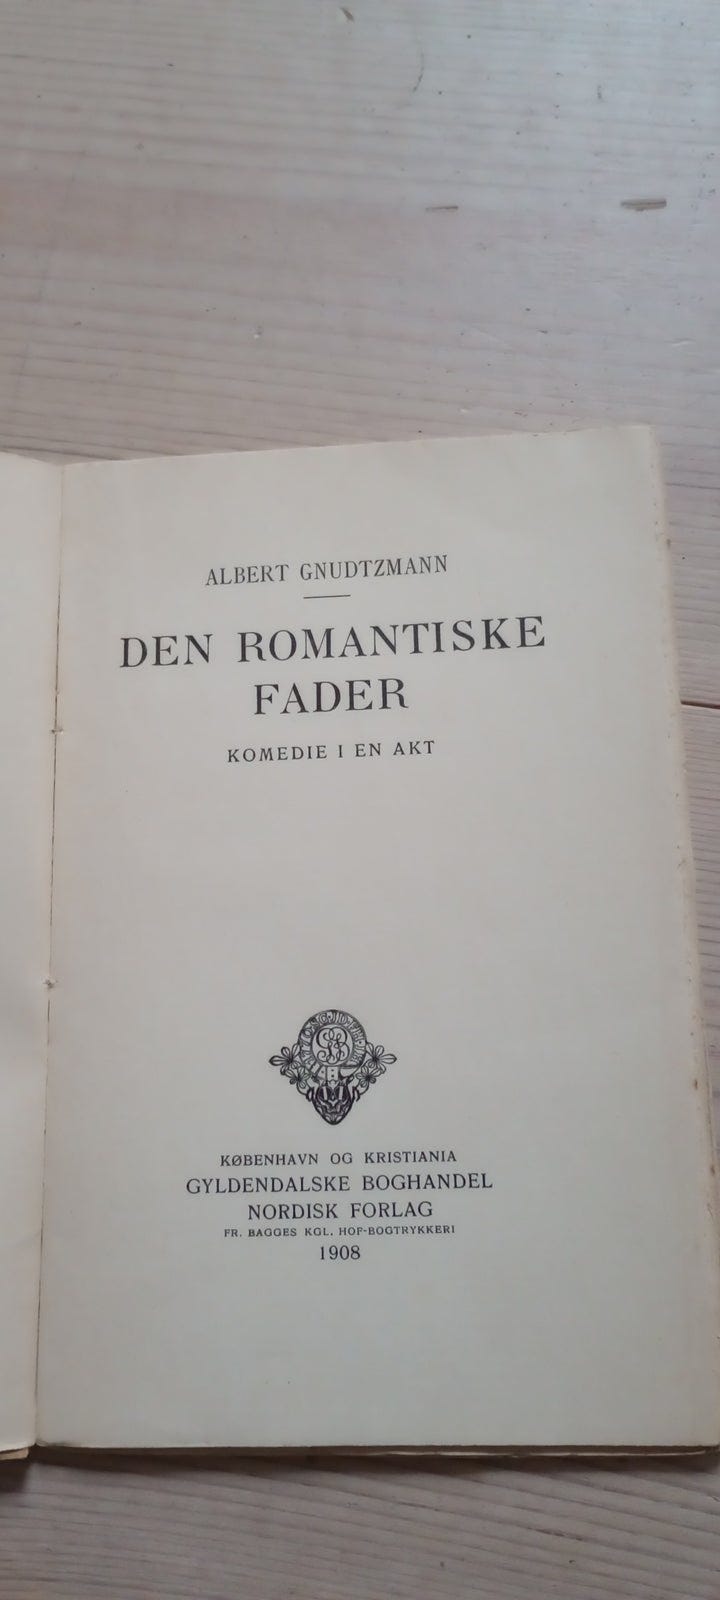 ALBERT GNUDTZMANN
DEN ROMANTISKE
FADER
KOMEDIE I EN AKT
KØBENHAVN OG KRISTIANIA
GYLDENDALSKE BOGHANDEL
NORDISK FORLAG
FR. BAGGES KGL. HOF-BOGTRYKKERI
1908